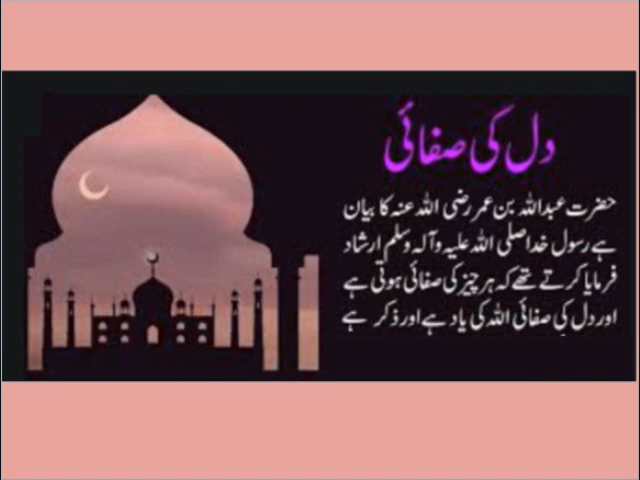 دل کی صفائی
حضرت عبداللہ بن عمر رضی اللہ عنہ کا بیان
ہے رسول خدا صلی اللہ علیہ وآلہ وسلم ارشاد
فرمایا کرتے تھے کہ ہر چیز کی صفائی ہوتی ہے
اور دل کی صفائی اللہ کی یاد ہے اور ذکر ہے